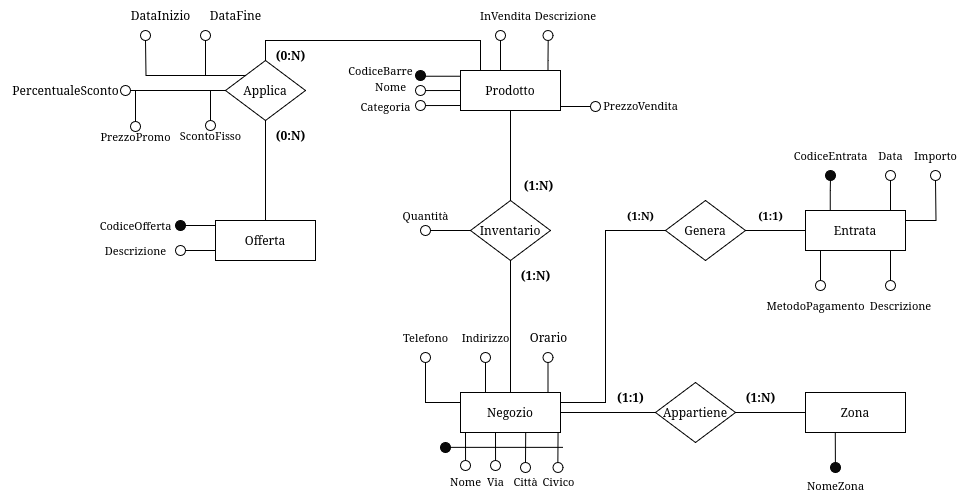 DataInizio DataFine
InVendita Descrizione
(0:N)
CodiceBarre
Nome
Categoria
Prodotto
PrezzoVendita
PercentualeSconto
Applica
PrezzoPromo ScontoFisso
(0:N)
CodiceOfferta
Descrizione
Offerta
(1:N)
Quantità
Inventario
(1:N)
(1:N)
Genera
(1:1)
CodiceEntrata Data Importo
Entrata
MetodoPagamento Descrizione
Telefono Indirizzo Orario
Negozio
(1:1)
Appartiene
(1:N)
Zona
Nome Via Città Civico
NomeZona